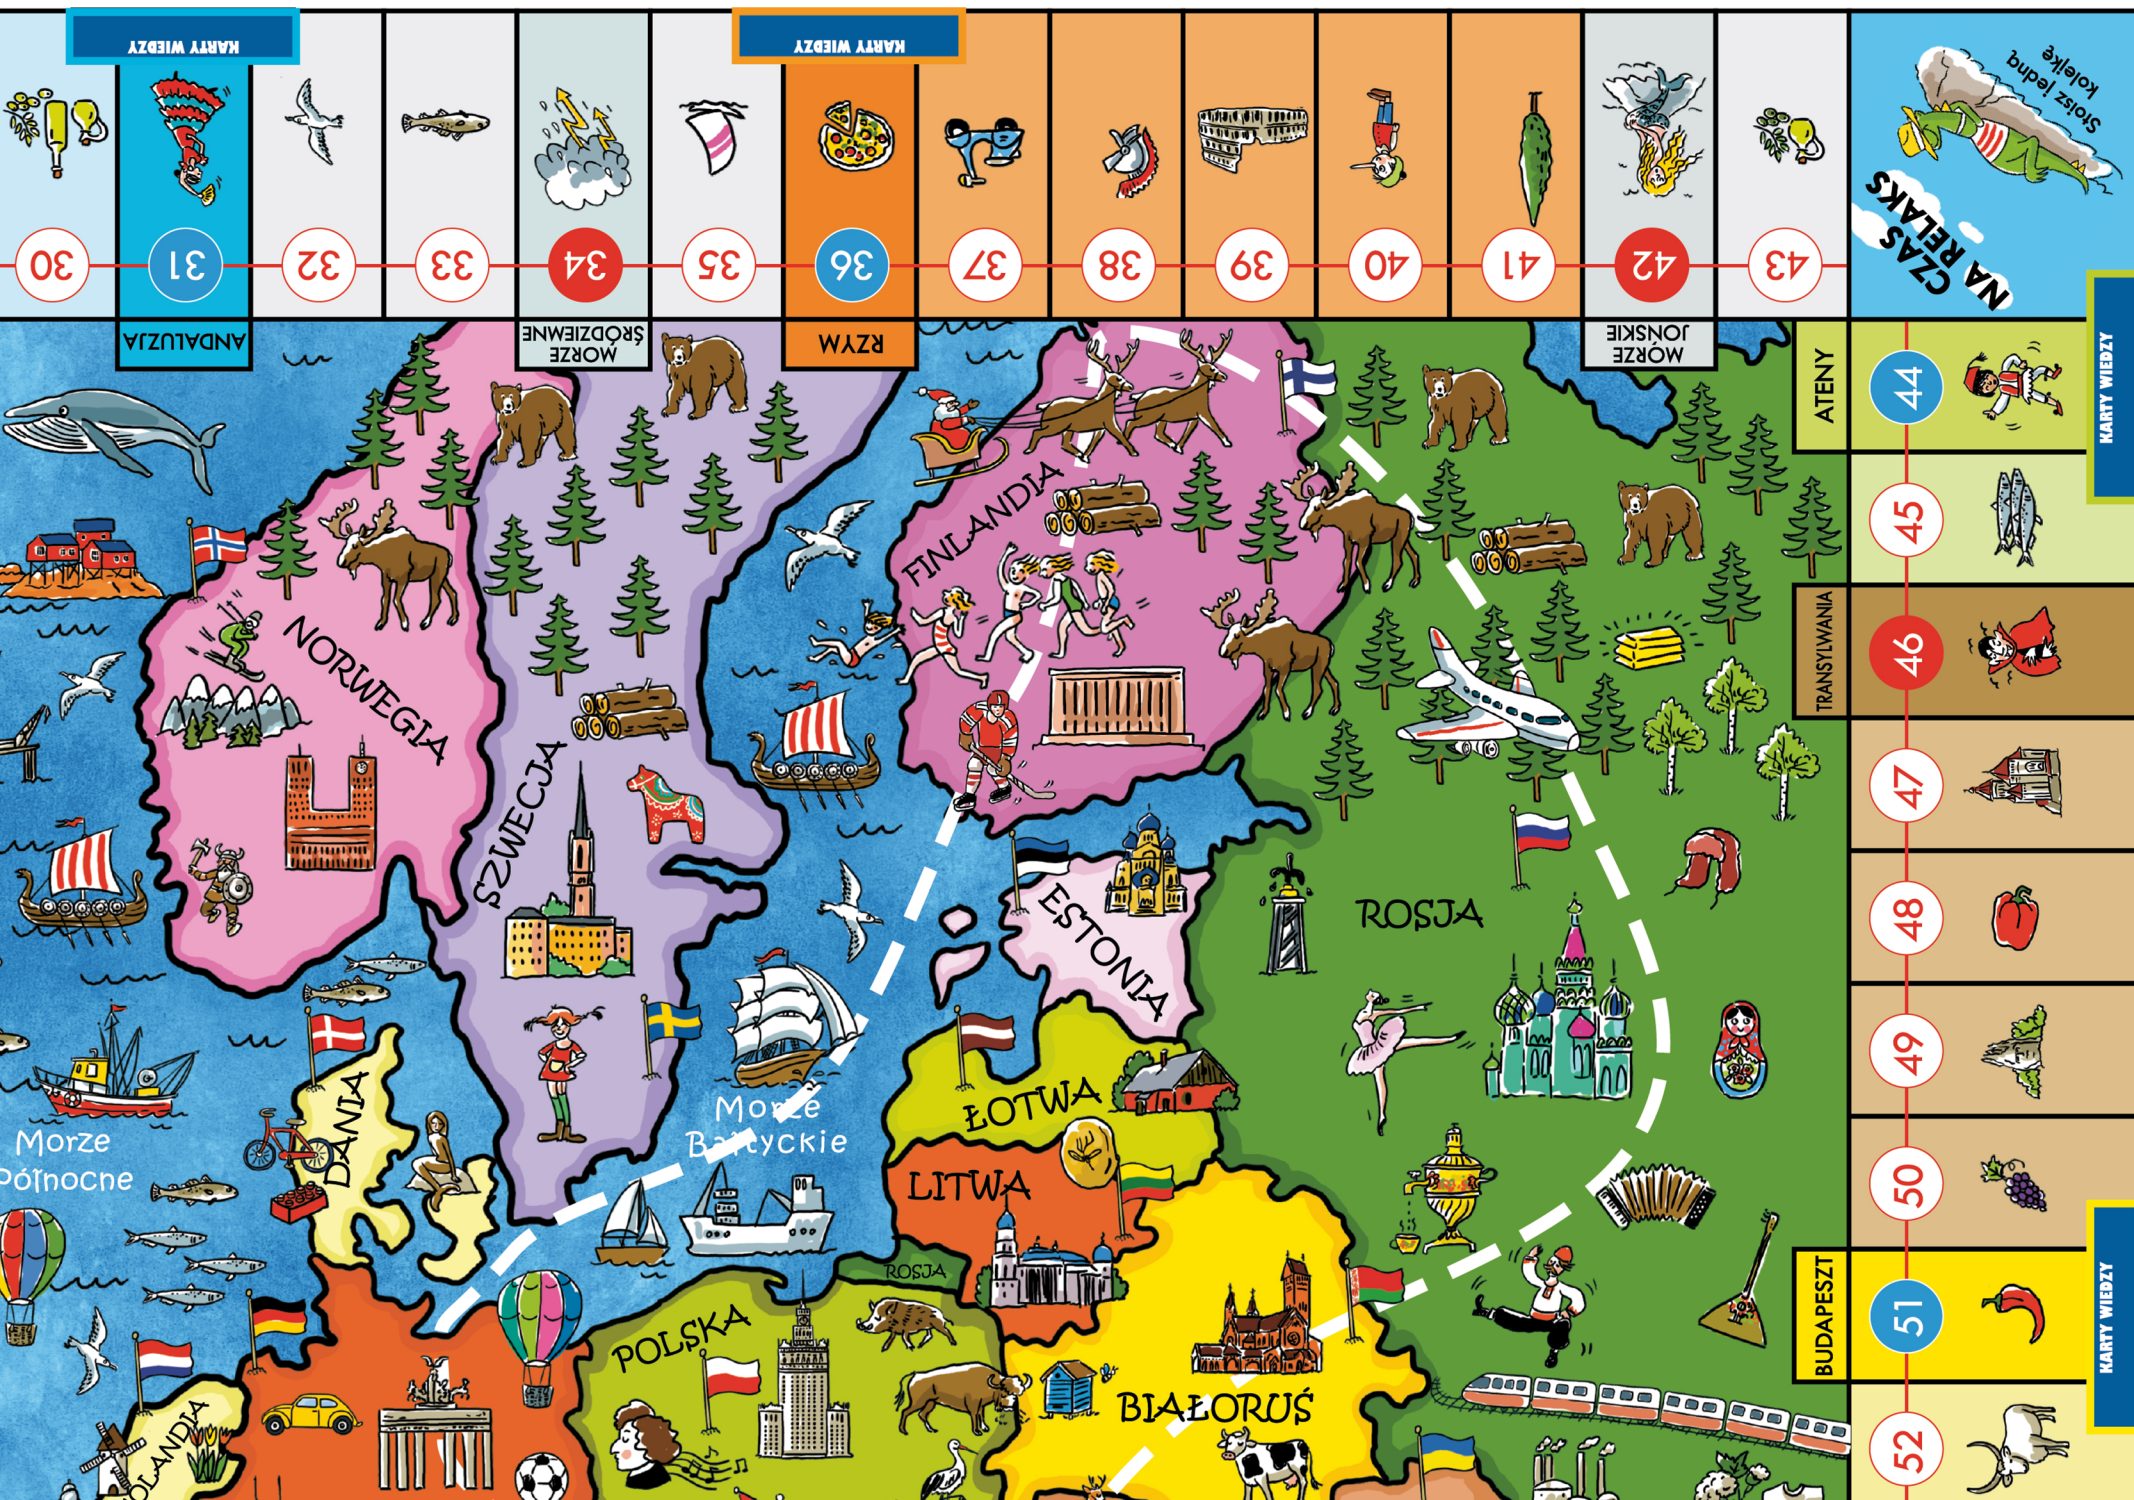 KARTY WIEDZY
KARTY WIEDZY
30
31
32
33
34
35
36
37
38
39
40
41
42
43
CZAS
NA RELAKS
Stoisz jedną
kolejkę
ANDALUZJA
MORZE
ŚRÓDZIEMNE
RZYM
MORZE
JOŃSKIE
ATENY
44
KARTY WIEDZY
45
TRANSYLWANIA
46
47
48
49
50
BUDAPESZT
51
KARTY WIEDZY
52
NORWEGIA
SZWECJA
FINLANDIA
ESTONIA
ROSJA
ŁOTWA
LITWA
ROSJA
Morze
Bałtyckie
Morze
Północne
DANIA
POLSKA
BIAŁORUŚ